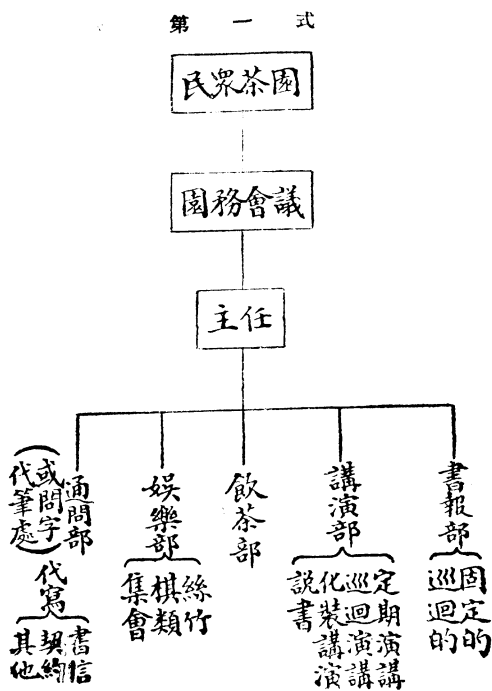 第一式
民眾茶園
園務會議
主任
書報部
固定的
巡迴的
講演部
定期演講
巡迴演講
化裝講演
說書
飲茶部
娛樂部
絲竹
棋類
集會
通問部
(或問字
代筆處)
代寫
書信
契約
其他